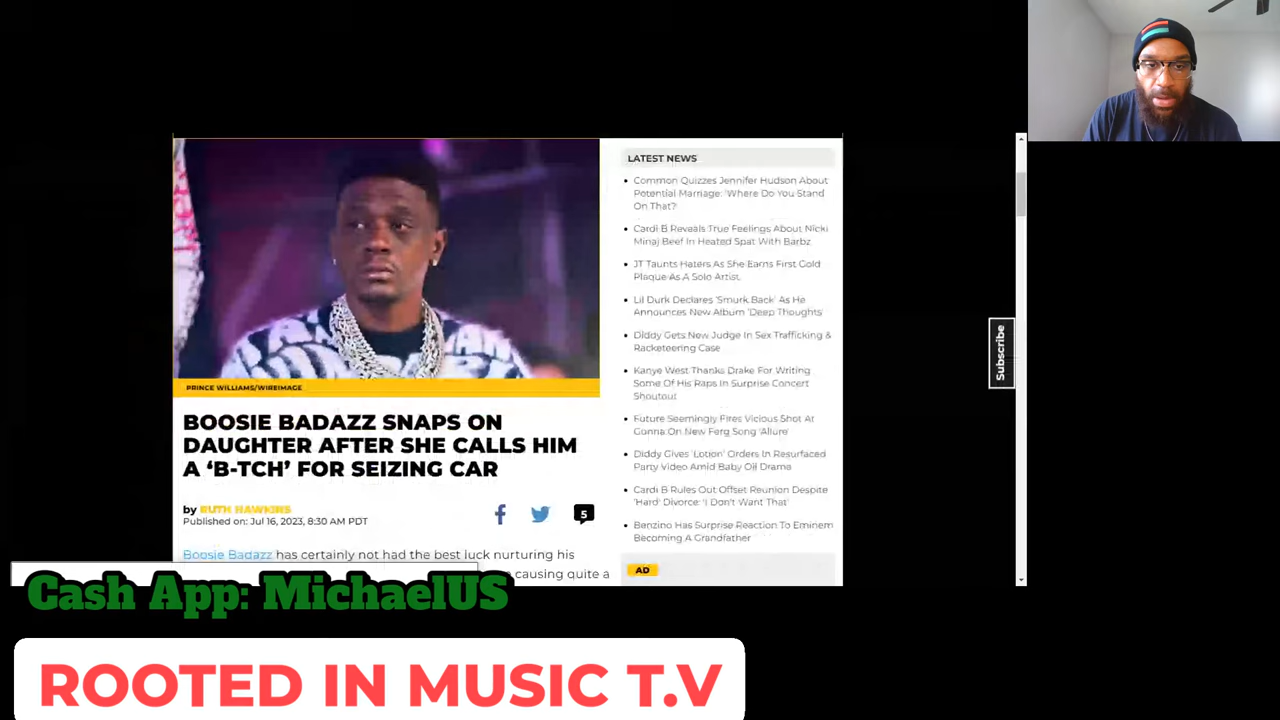 PRINCE WILLIAMS/WIREIMAGE
BOOSIE BADAZZ SNAPS ON
DAUGHTER AFTER SHE CALLS HIM
A ‘B-TCH’ FOR SEIZING CAR
by RUTH HAWKINS
Published on: Jul 16, 2023, 8:30 AM PDT
5
Boosie Badazz has certainly not had the best luck nurturing his
causing quite a
LATEST NEWS
Common Quizzes Jennifer Hudson About
Potential Marriage: ‘Where Do You Stand
On That?’
Cardi B Reveals True Feelings About Nicki
Minaj Beef In Heated Spat With Barbz
JT Taunts Haters As She Earns First Gold
Plaque As A Solo Artist
Lil Durk Declares ‘Smurk Back’ As He
Announces New Album ‘Deep Thoughts’
Diddy Gets New Judge In Sex Trafficking &
Racketeering Case
Kanye West Thanks Drake For Writing
Some Of His Raps In Surprise Concert
Shoutout
Future Seemingly Fires Vicious Shot At
Gunna On New Ferg Song ‘Allure’
Diddy Gives ‘Lotion’ Orders In Resurfaced
Party Video Amid Baby Oil Drama
Cardi B Rules Out Offset Reunion Despite
‘Hard’ Divorce: ‘I Don't Want That’
Benzino Has Surprise Reaction To Eminem
Becoming A Grandfather
AD
Subscribe
Cash App: MichaelUS
ROOTED IN MUSIC T.V